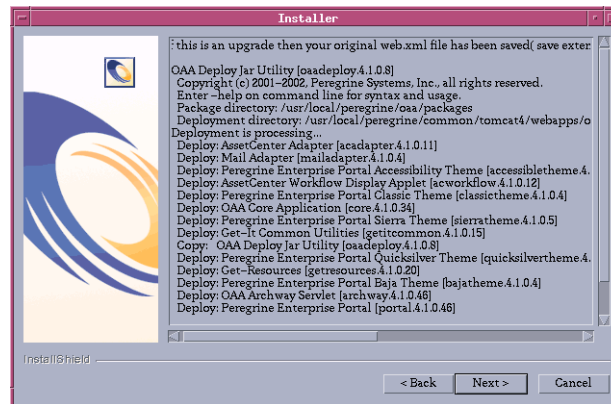 Installer
: this is an upgrade then your original web.xml file has been saved( save exter
OAA Deploy Jar Utility [oaadeploy.4.1.0.8]
Copyright (c) 2001-2002, Peregrine Systems, Inc., all rights reserved.
Enter -help on command line for syntax and usage.
Package directory: /usr/local/peregrine/oaa/packages
Deployment directory: /usr/local/peregrine/common/tomcat4/webapps/o
Deployment is processing...
Deploy: AssetCenter Adapter [acadapter.4.1.0.11]
Deploy: Mail Adapter [mailadapter.4.1.0.4]
Deploy: Peregrine Enterprise Portal Accessibility Theme [accessibletheme.4.
Deploy: AssetCenter Workflow Display Applet [acworkflow.4.1.0.12]
Deploy: Peregrine Enterprise Portal Classic Theme [classictheme.4.1.0.4]
Deploy: OAA Core Application [core.4.1.0.34]
Deploy: Peregrine Enterprise Portal Sierra Theme [sierratheme.4.1.0.5]
Deploy: Get-It Common Utilities [getitcommon.4.1.0.15]
Copy: OAA Deploy Jar Utility [oaadeploy.4.1.0.8]
Deploy: Peregrine Enterprise Portal Quicksilver Theme [quicksilvertheme.4.
Deploy: Get-Resources [getresources.4.1.0.20]
Deploy: Peregrine Enterprise Portal Baja Theme [bajatheme.4.1.0.4]
Deploy: OAA Archway Servlet [archway.4.1.0.46]
Deploy: Peregrine Enterprise Portal [portal.4.1.0.46]
InstallShield
< Back
Next >
Cancel